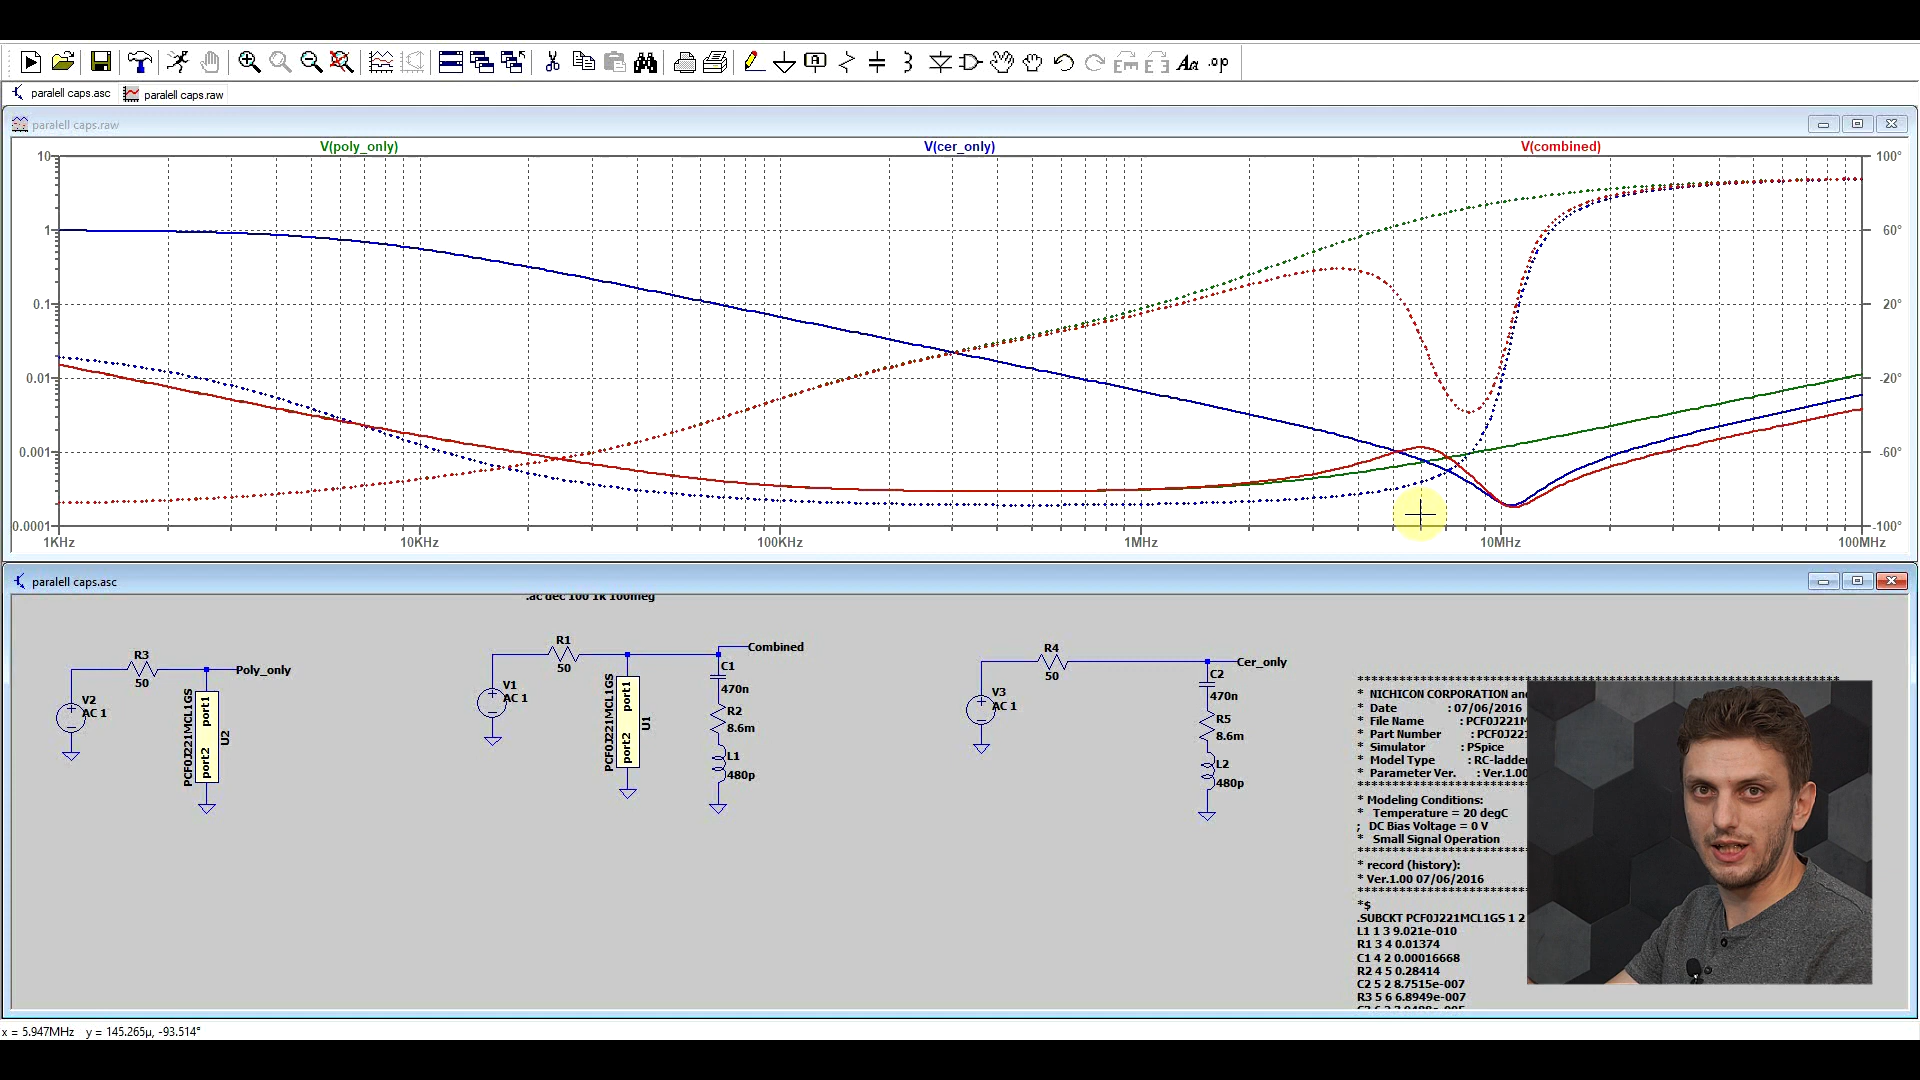 paralell caps.asc
paralell caps.raw
paralell caps.raw
V(poly_only)
V(cer_only)
V(combined)
10
1
0.1
0.01
0.001
0.0001
100°
60°
20°
-20°
-60°
-100°
1KHz
10KHz
100KHz
1MHz
10MHz
100MHz
paralell caps.asc
.ac dec 100 1k 100meg
R3
50
Poly_only
V2
AC 1
PCF0J221MCL1GS
port1
port2
U2
R1
50
Combined
V1
AC 1
PCF0J221MCL1GS
port1
port2
U1
C1
470n
R2
8.6m
L1
480p
R4
50
Cer_only
V3
AC 1
C2
470n
R5
8.6m
L2
480p
* NICHICON CORPORATION and
* Date : 07/06/2016
* File Name : PCF0J221M
* Part Number : PCF0J221
* Simulator : PSpice
* Model Type : RC-ladder
* Parameter Ver. : Ver.1.00
* Modeling Conditions:
* Temperature = 20 degC
; DC Bias Voltage = 0 V
* Small Signal Operation
* record (history):
* Ver.1.00 07/06/2016
*$
.SUBCKT PCF0J221MCL1GS 1 2
L1 1 3 9.021e-010
R1 3 4 0.01374
C1 4 2 0.00016668
R2 4 5 0.28414
C2 5 2 8.7515e-007
R3 5 6 6.8949e-007
x = 5.947MHz y = 145.265µ, -93.514°